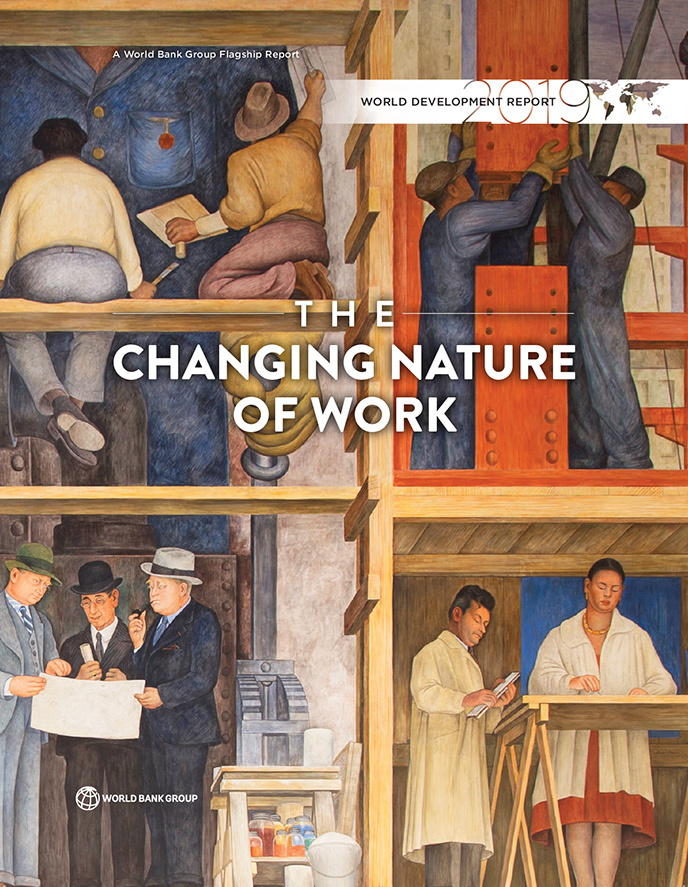 A World Bank Group Flagship Report
WORLD DEVELOPMENT REPORT 2019
THE
CHANGING NATURE
OF WORK
WORLD BANK GROUP